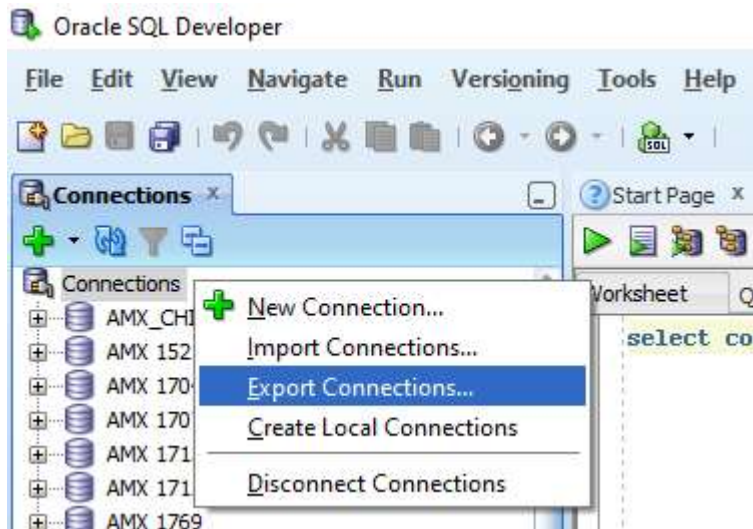 Oracle SQL Developer
File Edit View Navigate Run Versioning Tools Help
SQL
Connections x Start Page x
Connections
New Connection...
Import Connections...
Export Connections...
Create Local Connections
Disconnect Connections
Worksheet Q
select co
AMX_CHI
AMX 152
AMX 170
AMX 170
AMX 171
AMX 171
AMX 1769